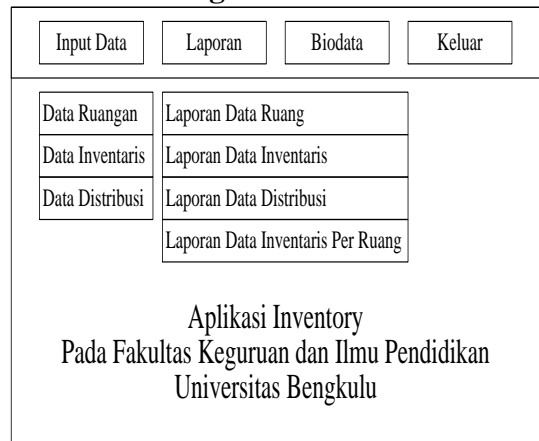 Input Data Laporan Biodata Keluar
Data Ruangan Laporan Data Ruang
Data Inventaris Laporan Data Inventaris
Data Distribusi Laporan Data Distribusi
Laporan Data Inventaris Per Ruang
Aplikasi Inventory
Pada Fakultas Keguruan dan Ilmu Pendidikan
Universitas Bengkulu